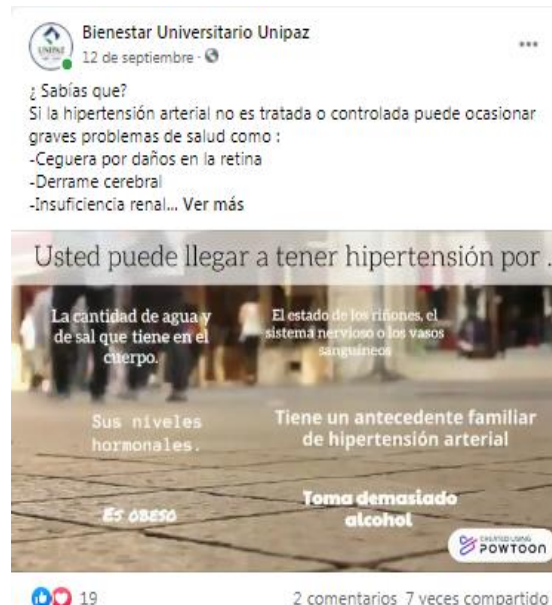 Bienestar Universitario Unipaz
12 de septiembre ·
¿ Sabías que?
Si la hipertensión arterial no es tratada o controlada puede ocasionar
graves problemas de salud como :
-Ceguera por daños en la retina
-Derrame cerebral
-Insuficiencia renal... Ver más
Usted puede llegar a tener hipertensión por .
La cantidad de agua y
de sal que tiene en el
cuerpo.
El estado de los riñones, el
sistema nervioso o los vasos
sanguíneos
Sus niveles
hormonales.
Tiene un antecedente familiar
de hipertensión arterial
Es obeso
Toma demasiado
alcohol
CREATED USING
POWTOON
19
2 comentarios 7 veces compartido